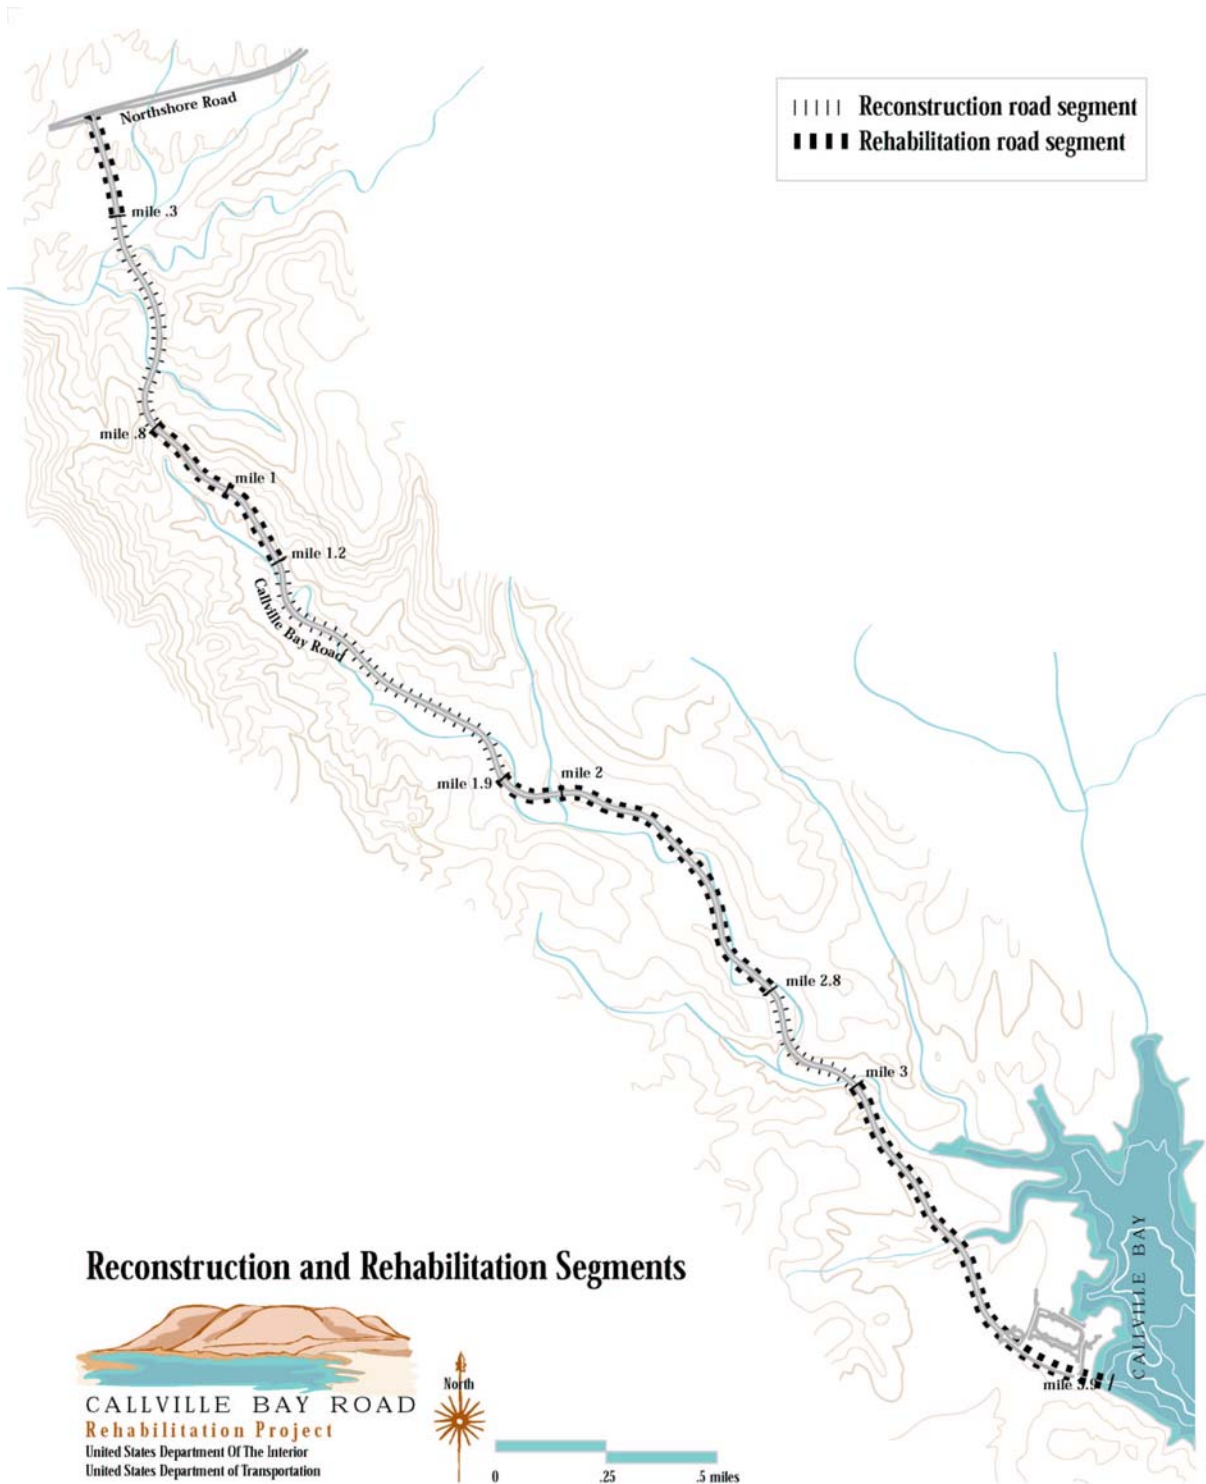 Northshore Road
Reconstruction road segment
Rehabilitation road segment
mile .3
mile .8
mile 1
mile 1.2
Callville Bay Road
mile 1.9
mile 2
mile 2.8
mile 3
CALLVILLE BAY
mile 3.9
Reconstruction and Rehabilitation Segments
North
CALLVILLE BAY ROAD
Rehabilitation Project
United States Department Of The Interior
United States Department of Transportation
0 .25 .5 miles